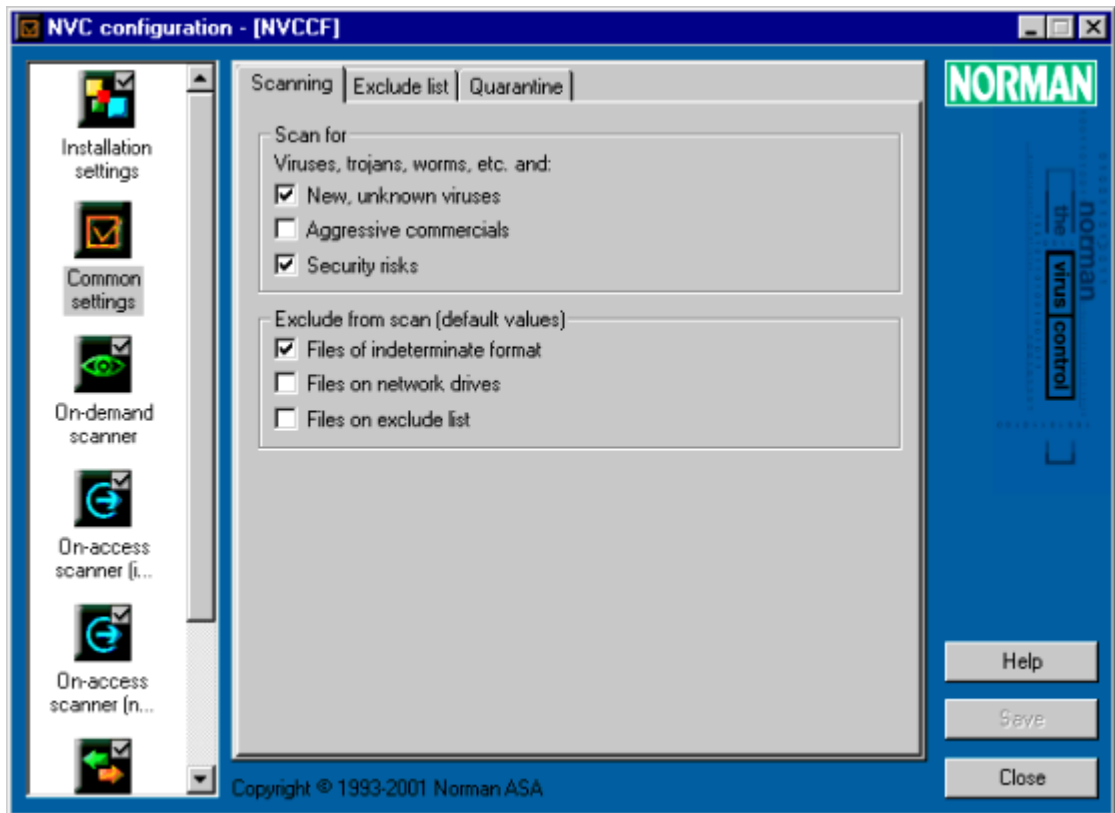 NVC configuration - [NVCCF]
Installation
settings
Common
settings
On-demand
scanner
On-access
scanner (i...
On-access
scanner (n...
Scanning
Exclude list
Quarantine
Scan for
Viruses, trojans, worms, etc. and:
New, unknown viruses
Aggressive commercials
Security risks
Exclude from scan (default values)
Files of indeterminate format
Files on network drives
Files on exclude list
Copyright © 1993-2001 Norman ASA
NORMAN
norman
the virus control
Help
Save
Close